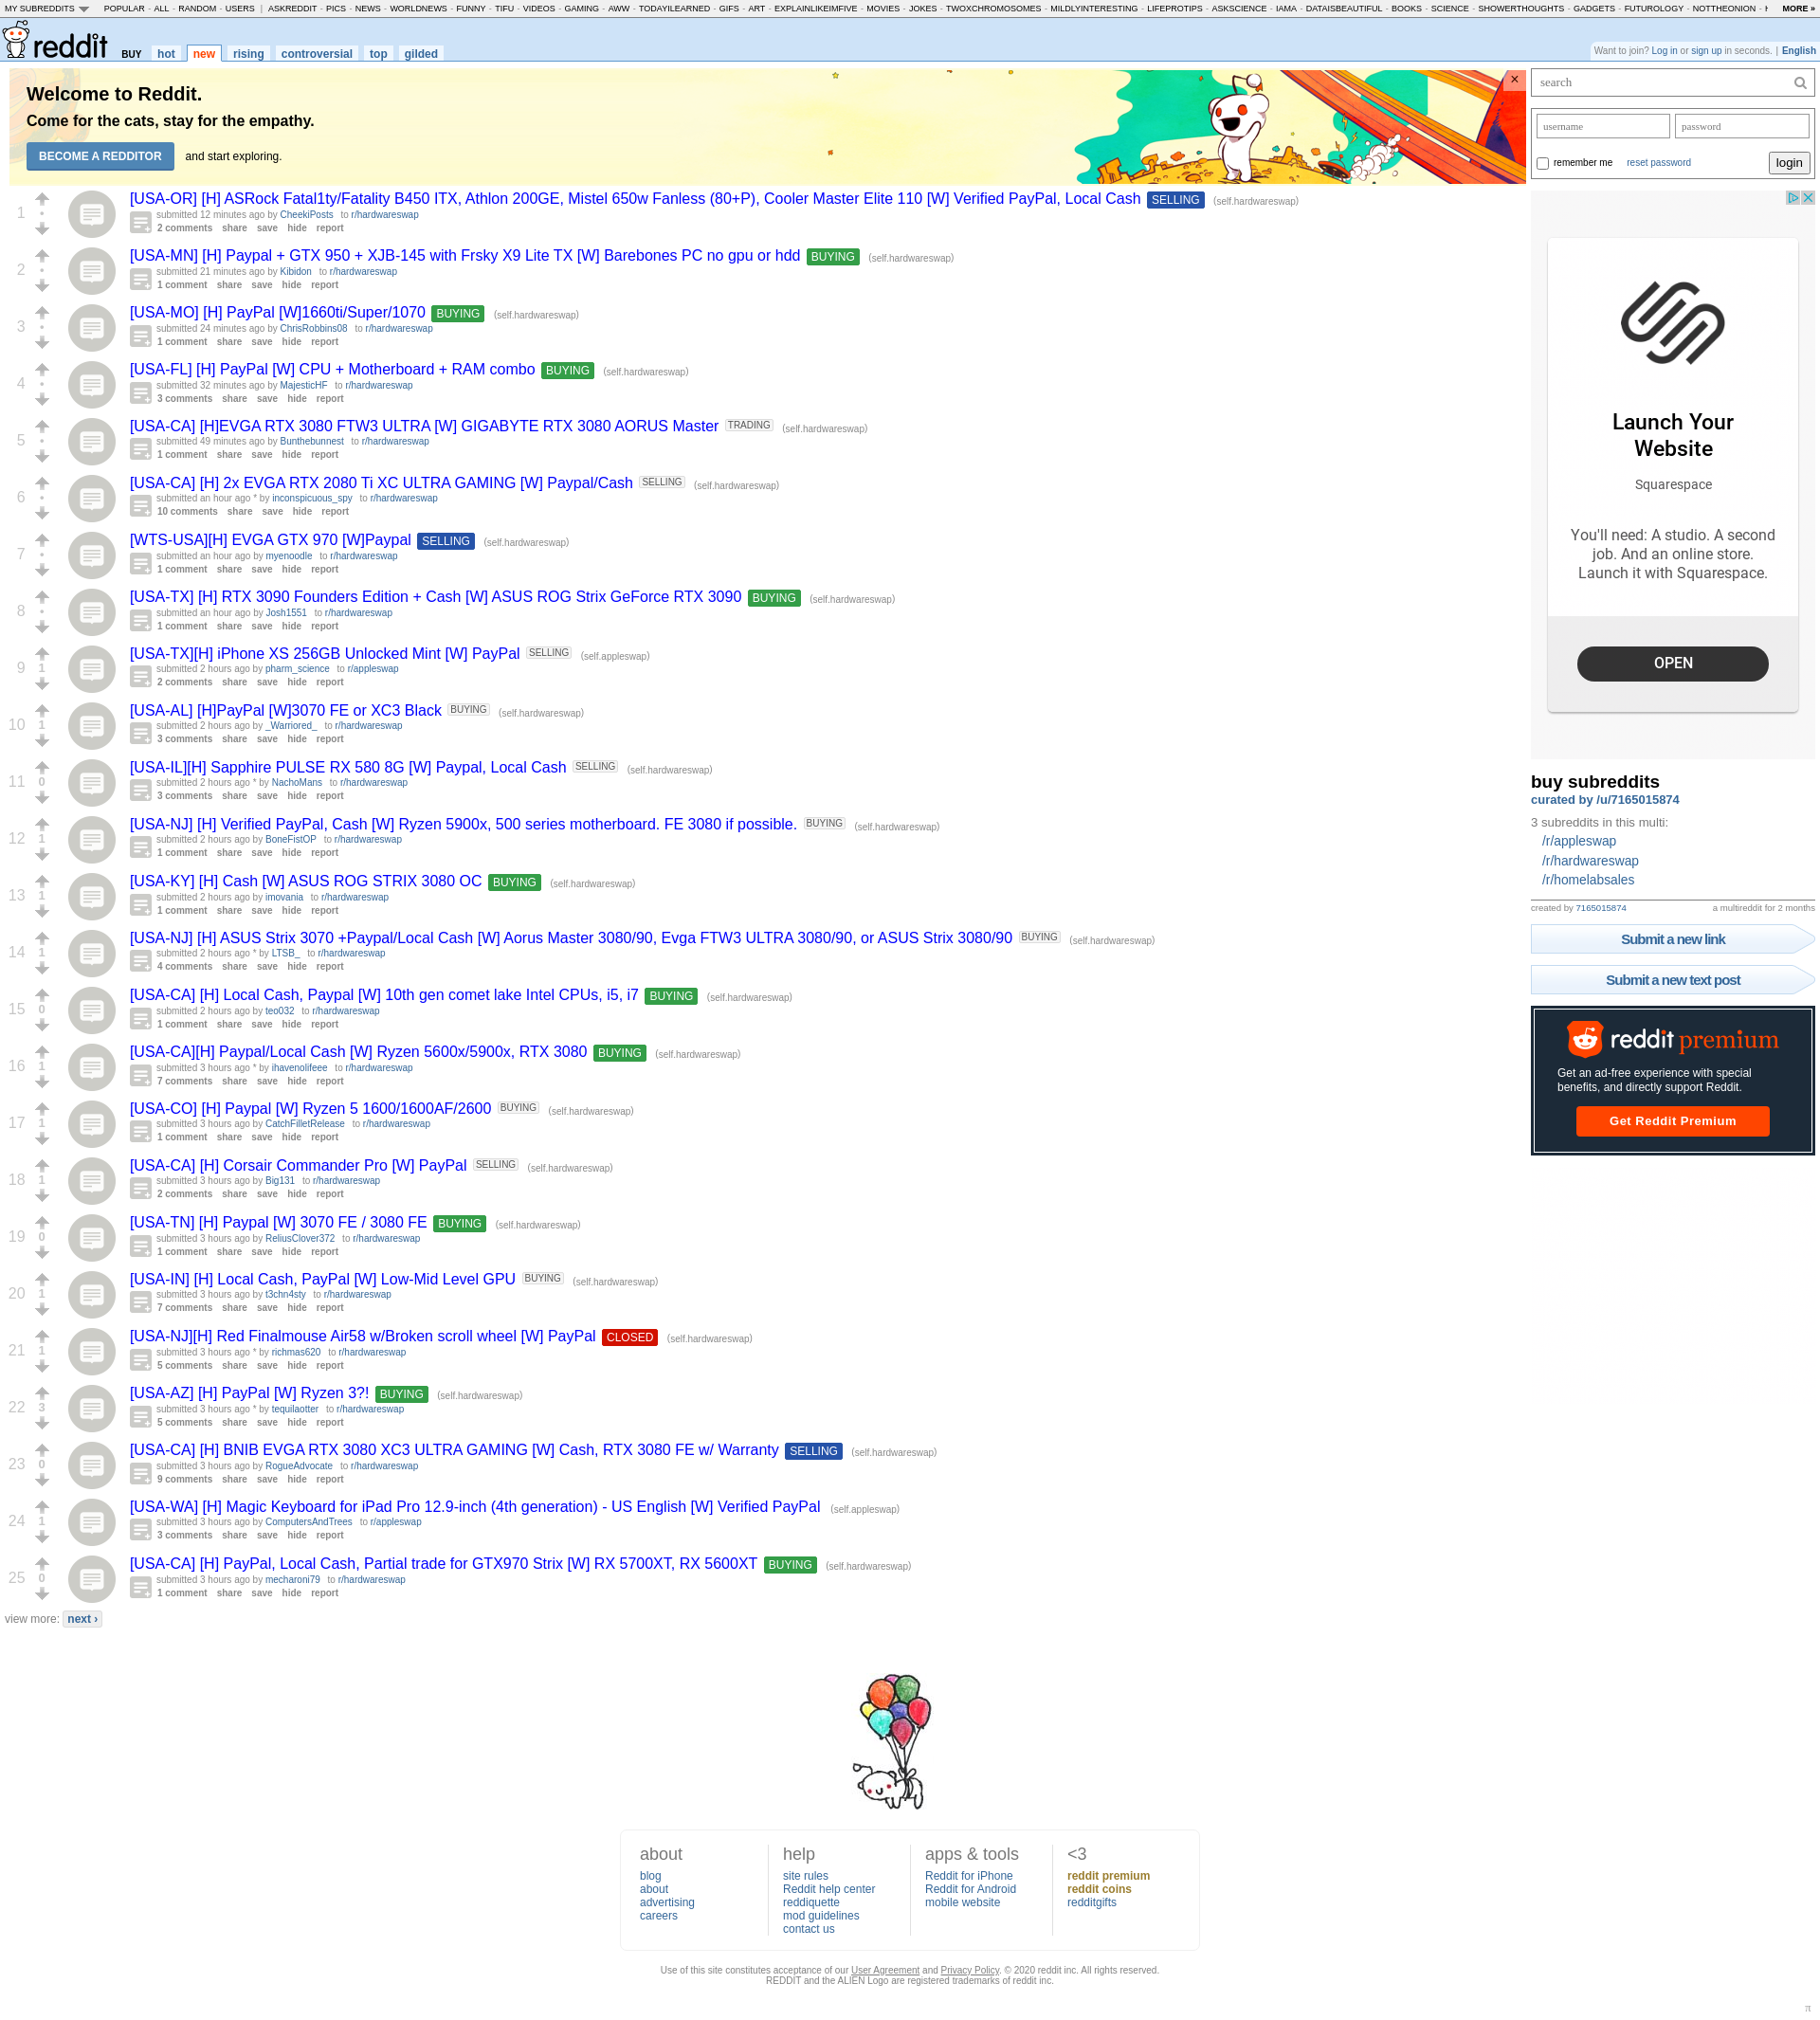 MY SUBREDDITS POPULAR - ALL - RANDOM - USERS | ASKREDDIT - PICS - NEWS - WORLDNEWS - FUNNY - TIFU - VIDEOS - GAMING - AWW - TODAYILEARNED - GIFS - ART - EXPLAINLIKEIMFIVE - MOVIES - JOKES - TWOXCHROMOSOMES - MILDLYINTERESTING - LIFEPROTIPS - ASKSCIENCE - IAMA - DATAISBEAUTIFUL - BOOKS - SCIENCE - SHOWERTHOUGHTS - GADGETS - FUTUROLOGY - NOTTHEONION - MORE »
reddit BUY hot new rising controversial top gilded
Want to join? Log in or sign up in seconds. | English
Welcome to Reddit.
Come for the cats, stay for the empathy.
BECOME A REDDITOR and start exploring.
×
1
[USA-OR] [H] ASRock Fatal1ty/Fatality B450 ITX, Athlon 200GE, Mistel 650w Fanless (80+P), Cooler Master Elite 110 [W] Verified PayPal, Local Cash SELLING (self.hardwareswap)
submitted 12 minutes ago by CheekiPosts to r/hardwareswap
2 comments share save hide report
2
[USA-MN] [H] Paypal + GTX 950 + XJB-145 with Frsky X9 Lite TX [W] Barebones PC no gpu or hdd BUYING (self.hardwareswap)
submitted 21 minutes ago by Kibidon to r/hardwareswap
1 comment share save hide report
3
[USA-MO] [H] PayPal [W]1660ti/Super/1070 BUYING (self.hardwareswap)
submitted 24 minutes ago by ChrisRobbins08 to r/hardwareswap
1 comment share save hide report
4
[USA-FL] [H] PayPal [W] CPU + Motherboard + RAM combo BUYING (self.hardwareswap)
submitted 32 minutes ago by MajesticHF to r/hardwareswap
3 comments share save hide report
5
[USA-CA] [H]EVGA RTX 3080 FTW3 ULTRA [W] GIGABYTE RTX 3080 AORUS Master TRADING (self.hardwareswap)
submitted 49 minutes ago by Bunthebunnest to r/hardwareswap
1 comment share save hide report
6
[USA-CA] [H] 2x EVGA RTX 2080 Ti XC ULTRA GAMING [W] Paypal/Cash SELLING (self.hardwareswap)
submitted an hour ago * by inconspicuous_spy to r/hardwareswap
10 comments share save hide report
7
[WTS-USA][H] EVGA GTX 970 [W]Paypal SELLING (self.hardwareswap)
submitted an hour ago by myenoodle to r/hardwareswap
1 comment share save hide report
8
[USA-TX] [H] RTX 3090 Founders Edition + Cash [W] ASUS ROG Strix GeForce RTX 3090 BUYING (self.hardwareswap)
submitted an hour ago by Josh1551 to r/hardwareswap
1 comment share save hide report
9 1
[USA-TX][H] iPhone XS 256GB Unlocked Mint [W] PayPal SELLING (self.appleswap)
submitted 2 hours ago by pharm_science to r/appleswap
2 comments share save hide report
10 1
[USA-AL] [H]PayPal [W]3070 FE or XC3 Black BUYING (self.hardwareswap)
submitted 2 hours ago by _Warriored_ to r/hardwareswap
3 comments share save hide report
11 0
[USA-IL][H] Sapphire PULSE RX 580 8G [W] Paypal, Local Cash SELLING (self.hardwareswap)
submitted 2 hours ago * by NachoMans to r/hardwareswap
3 comments share save hide report
12 1
[USA-NJ] [H] Verified PayPal, Cash [W] Ryzen 5900x, 500 series motherboard. FE 3080 if possible. BUYING (self.hardwareswap)
submitted 2 hours ago by BoneFistOP to r/hardwareswap
1 comment share save hide report
13 1
[USA-KY] [H] Cash [W] ASUS ROG STRIX 3080 OC BUYING (self.hardwareswap)
submitted 2 hours ago by imovania to r/hardwareswap
1 comment share save hide report
14 1
[USA-NJ] [H] ASUS Strix 3070 +Paypal/Local Cash [W] Aorus Master 3080/90, Evga FTW3 ULTRA 3080/90, or ASUS Strix 3080/90 BUYING (self.hardwareswap)
submitted 2 hours ago * by LTSB_ to r/hardwareswap
4 comments share save hide report
15 0
[USA-CA] [H] Local Cash, Paypal [W] 10th gen comet lake Intel CPUs, i5, i7 BUYING (self.hardwareswap)
submitted 2 hours ago by teo032 to r/hardwareswap
1 comment share save hide report
16 1
[USA-CA][H] Paypal/Local Cash [W] Ryzen 5600x/5900x, RTX 3080 BUYING (self.hardwareswap)
submitted 3 hours ago * by ihavenolifeee to r/hardwareswap
7 comments share save hide report
17 1
[USA-CO] [H] Paypal [W] Ryzen 5 1600/1600AF/2600 BUYING (self.hardwareswap)
submitted 3 hours ago by CatchFilletRelease to r/hardwareswap
1 comment share save hide report
18 1
[USA-CA] [H] Corsair Commander Pro [W] PayPal SELLING (self.hardwareswap)
submitted 3 hours ago by Big131 to r/hardwareswap
2 comments share save hide report
19 0
[USA-TN] [H] Paypal [W] 3070 FE / 3080 FE BUYING (self.hardwareswap)
submitted 3 hours ago by ReliusClover372 to r/hardwareswap
1 comment share save hide report
20 1
[USA-IN] [H] Local Cash, PayPal [W] Low-Mid Level GPU BUYING (self.hardwareswap)
submitted 3 hours ago by t3chn4sty to r/hardwareswap
7 comments share save hide report
21 1
[USA-NJ][H] Red Finalmouse Air58 w/Broken scroll wheel [W] PayPal CLOSED (self.hardwareswap)
submitted 3 hours ago * by richmas620 to r/hardwareswap
5 comments share save hide report
22 3
[USA-AZ] [H] PayPal [W] Ryzen 3?! BUYING (self.hardwareswap)
submitted 3 hours ago * by tequilaotter to r/hardwareswap
5 comments share save hide report
23 0
[USA-CA] [H] BNIB EVGA RTX 3080 XC3 ULTRA GAMING [W] Cash, RTX 3080 FE w/ Warranty SELLING (self.hardwareswap)
submitted 3 hours ago by RogueAdvocate to r/hardwareswap
9 comments share save hide report
24 1
[USA-WA] [H] Magic Keyboard for iPad Pro 12.9-inch (4th generation) - US English [W] Verified PayPal (self.appleswap)
submitted 3 hours ago by ComputersAndTrees to r/appleswap
3 comments share save hide report
25 0
[USA-CA] [H] PayPal, Local Cash, Partial trade for GTX970 Strix [W] RX 5700XT, RX 5600XT BUYING (self.hardwareswap)
submitted 3 hours ago by mecharoni79 to r/hardwareswap
1 comment share save hide report
view more: next ›
search
username password
remember me reset password login
Launch Your
Website
Squarespace
You'll need: A studio. A second
job. And an online store.
Launch it with Squarespace.
OPEN
buy subreddits
curated by /u/7165015874
3 subreddits in this multi:
/r/appleswap
/r/hardwareswap
/r/homelabsales
created by 7165015874 a multireddit for 2 months
Submit a new link
Submit a new text post
reddit premium
Get an ad-free experience with special
benefits, and directly support Reddit.
Get Reddit Premium
about
blog
about
advertising
careers
help
site rules
Reddit help center
reddiquette
mod guidelines
contact us
apps & tools
Reddit for iPhone
Reddit for Android
mobile website
<3
reddit premium
reddit coins
redditgifts
Use of this site constitutes acceptance of our User Agreement and Privacy Policy. © 2020 reddit inc. All rights reserved.
REDDIT and the ALIEN Logo are registered trademarks of reddit inc.
π